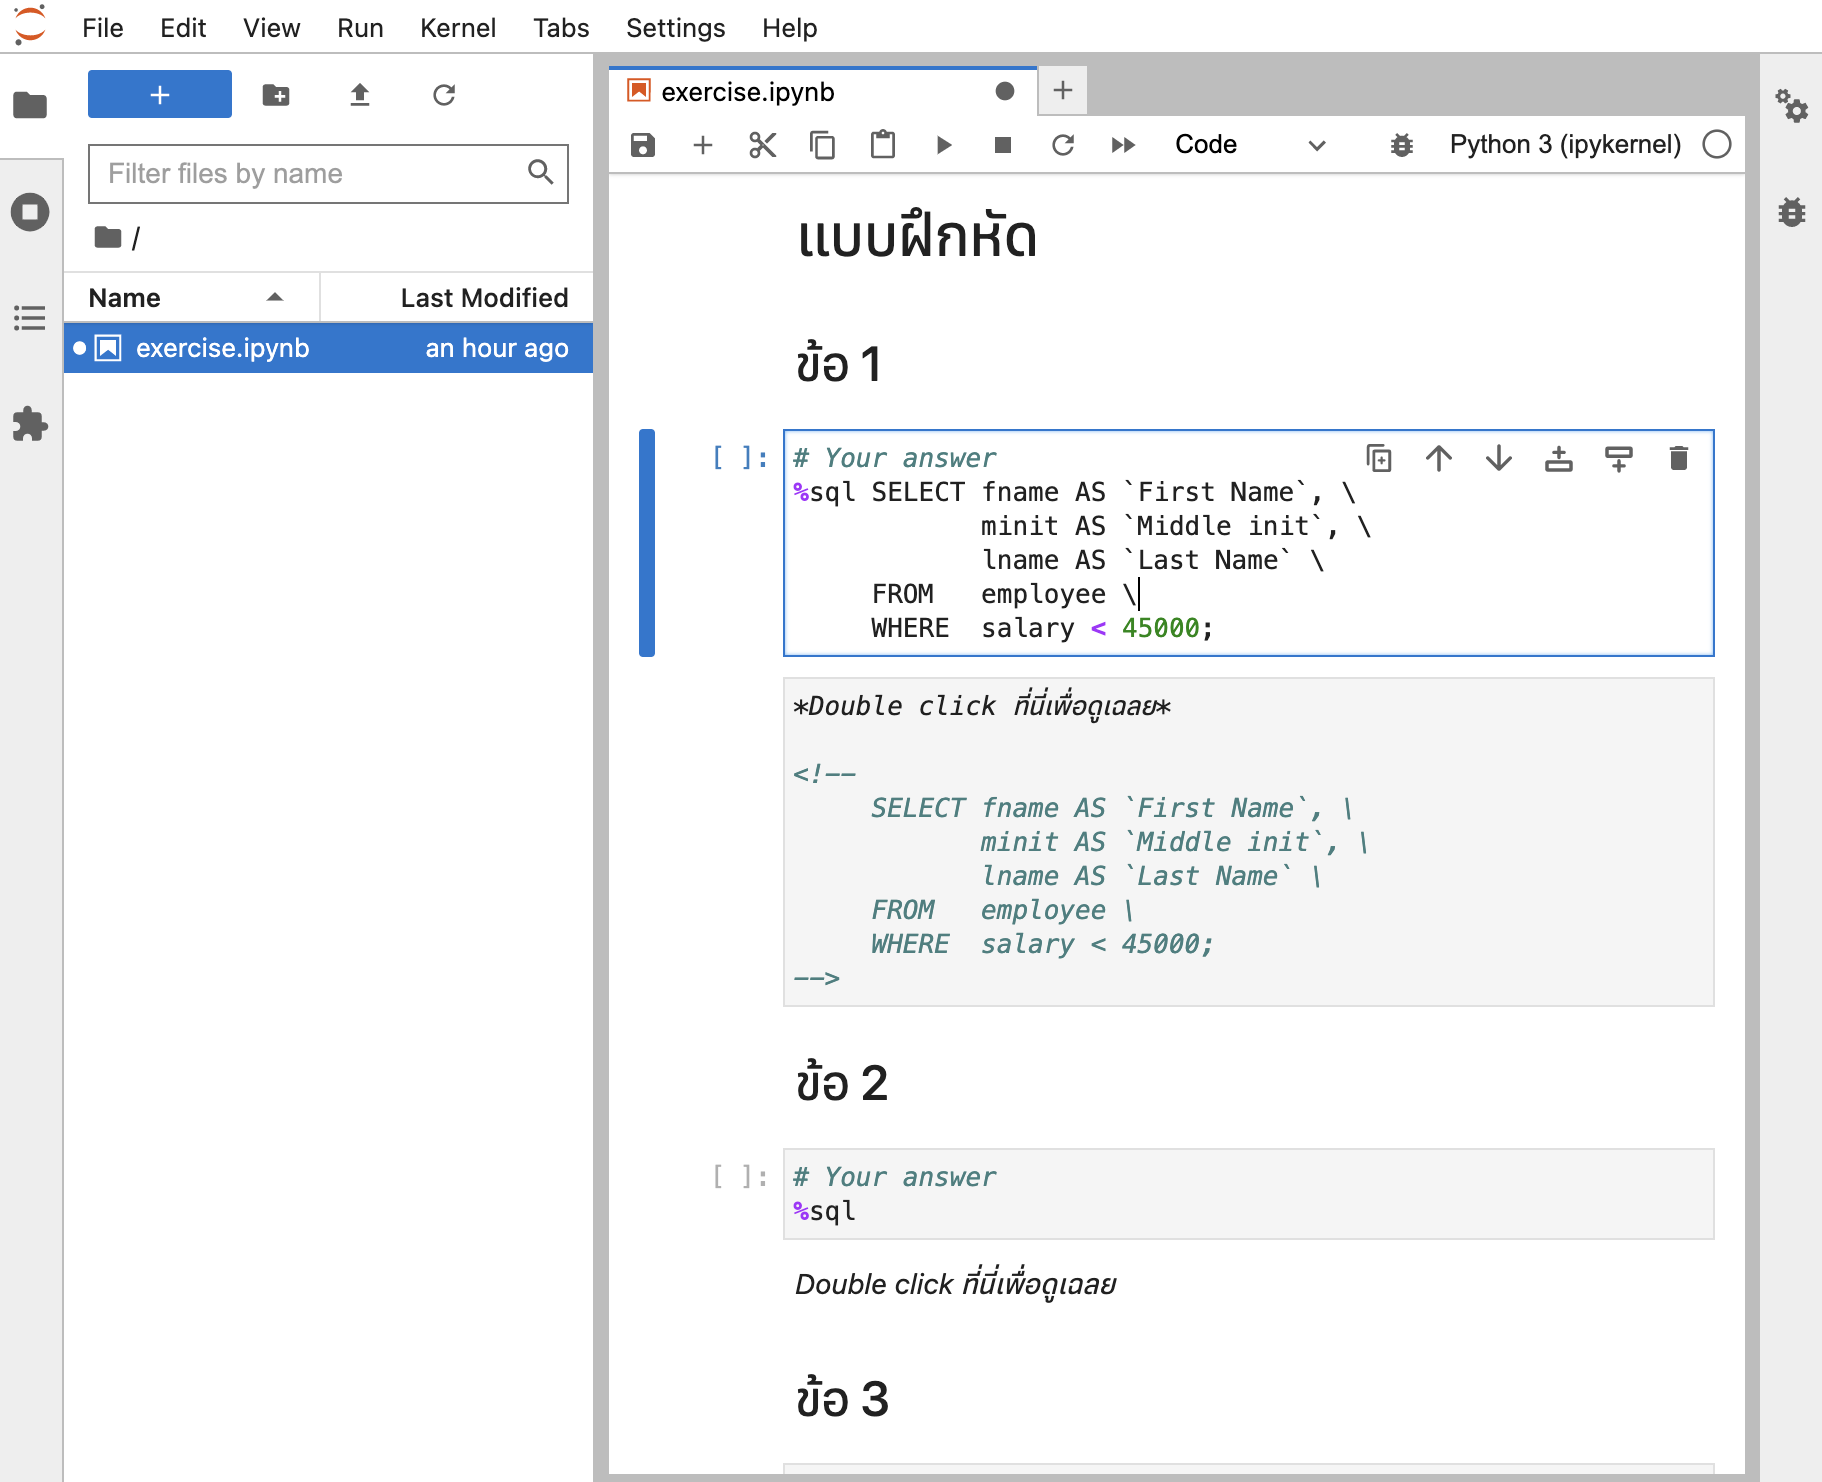 File Edit View Run Kernel Tabs Settings Help
+
Filter files by name
/
Name Last Modified
exercise.ipynb an hour ago
exercise.ipynb
Code Python 3 (ipykernel)
แบบฝึกหัด
ข้อ 1
[ ]: # Your answer
%sql SELECT fname AS `First Name`, \
minit AS `Middle init`, \
lname AS `Last Name` \
FROM employee \
WHERE salary < 45000;
*Double click ที่นี่เพื่อดูเฉลย*
<!--
SELECT fname AS `First Name`, \
minit AS `Middle init`, \
lname AS `Last Name` \
FROM employee \
WHERE salary < 45000;
-->
ข้อ 2
[ ]: # Your answer
%sql
Double click ที่นี่เพื่อดูเฉลย
ข้อ 3